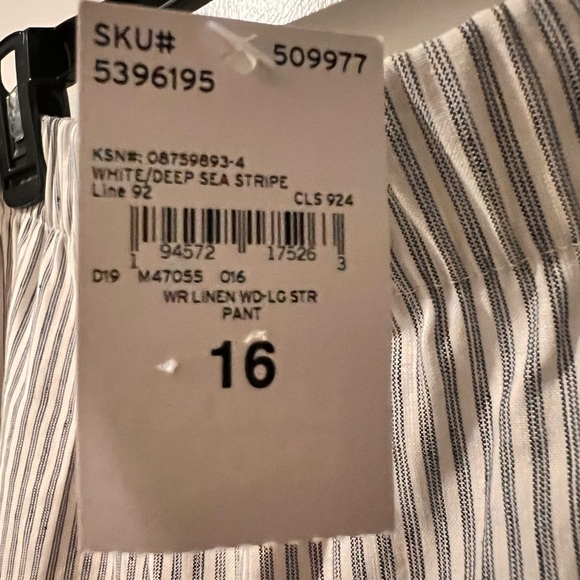 SKU# 509977
5396195
KSN#: 08759893-4
WHITE/DEEP SEA STRIPE
Line 92 CLS 924
1 94572 17526 3
D19 M47055 016
WR LINEN WD-LG STR
PANT
16